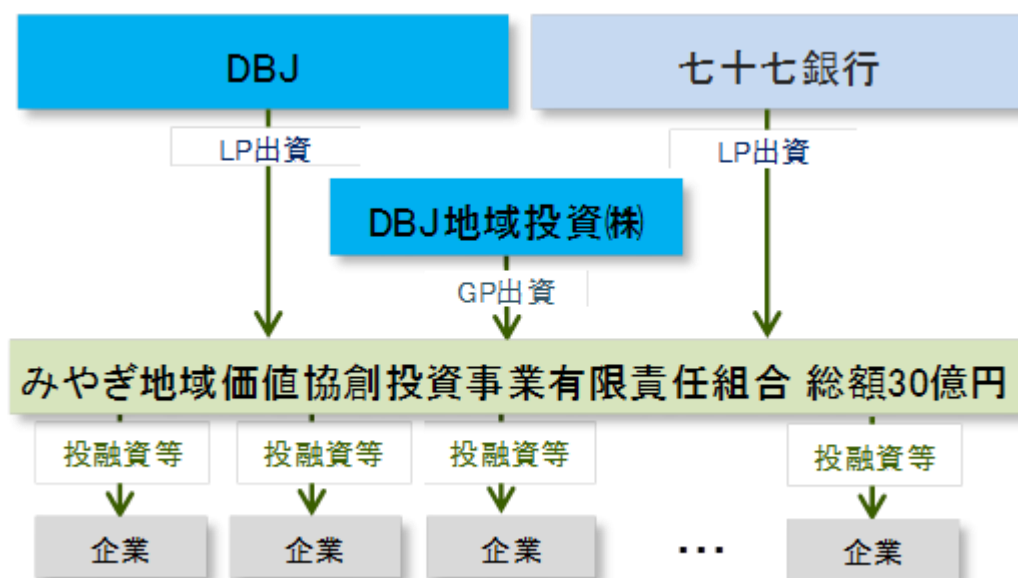 DBJ
七十七銀行
LP出資
LP出資
DBJ地域投資㈱
GP出資
みやぎ地域価値協創投資事業有限責任組合 総額30億円
投融資等
投融資等
投融資等
投融資等
企業
企業
企業
・・・
企業